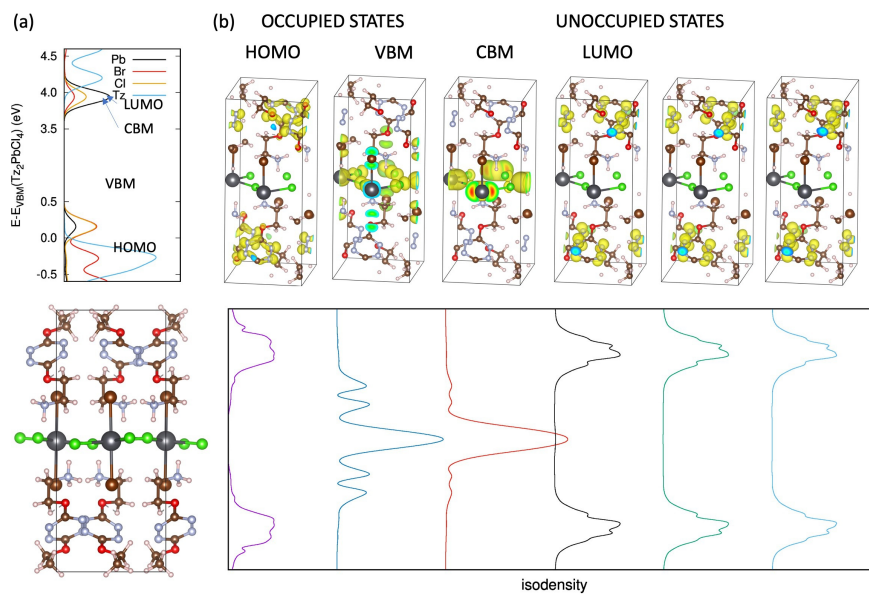 (a)
(b)
OCCUPIED STATES
UNOCCUPIED STATES
HOMO
VBM
CBM
LUMO
4.5
4.0
3.5
0.5
0.0
-0.5
E-E_VBM(Tz₂PbCl₄) (eV)
Pb
Br
Cl
Tz
LUMO
CBM
VBM
HOMO
isodensity